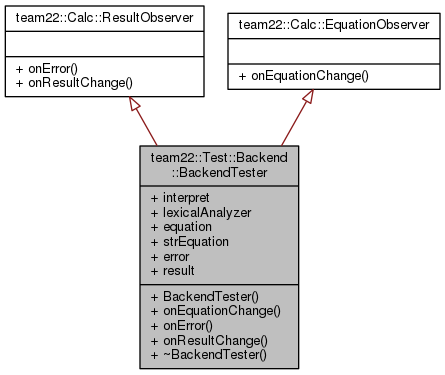 team22::Calc::ResultObserver
+ onError()
+ onResultChange()
team22::Calc::EquationObserver
+ onEquationChange()
team22::Test::Backend
::BackendTester
+ interpret
+ lexicalAnalyzer
+ equation
+ strEquation
+ error
+ result
+ BackendTester()
+ onEquationChange()
+ onError()
+ onResultChange()
+ ~BackendTester()